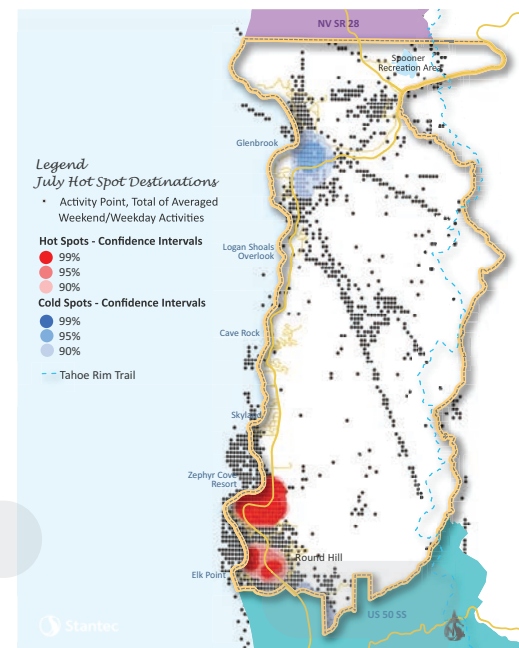 NV SR 28
Spooner
Recreation Area
Glenbrook
Legend
July Hot Spot Destinations
• Activity Point, Total of Averaged
Weekend/Weekday Activities
Hot Spots - Confidence Intervals
99%
95%
90%
Cold Spots - Confidence Intervals
99%
95%
90%
Tahoe Rim Trail
Logan Shoals
Overlook
Cave Rock
Skyland
Zephyr Cove
Resort
Round Hill
Elk Point
US 50 SS
Stantec
N